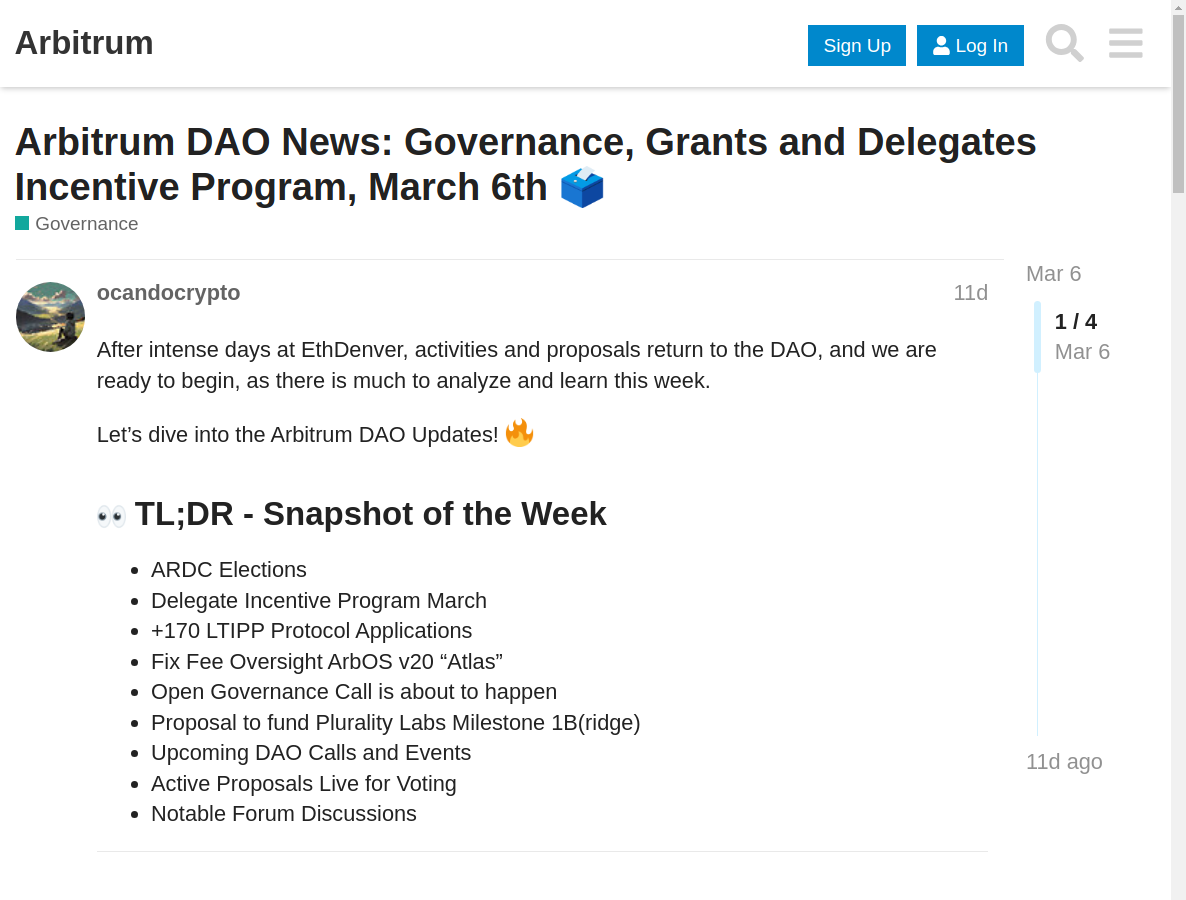 Arbitrum
Sign Up
Log In
Arbitrum DAO News: Governance, Grants and Delegates
Incentive Program, March 6th
Governance
ocandocrypto
11d
After intense days at EthDenver, activities and proposals return to the DAO, and we are
ready to begin, as there is much to analyze and learn this week.
Let’s dive into the Arbitrum DAO Updates!
TL;DR - Snapshot of the Week
ARDC Elections
Delegate Incentive Program March
+170 LTIPP Protocol Applications
Fix Fee Oversight ArbOS v20 “Atlas”
Open Governance Call is about to happen
Proposal to fund Plurality Labs Milestone 1B(ridge)
Upcoming DAO Calls and Events
Active Proposals Live for Voting
Notable Forum Discussions
Mar 6
1 / 4
Mar 6
11d ago